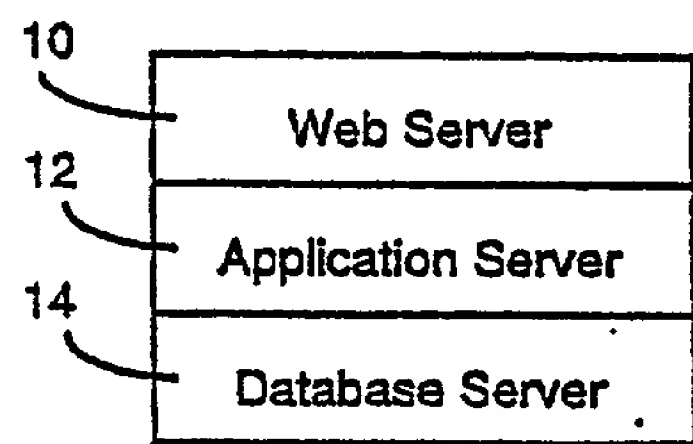 10
Web Server
12
Application Server
14
Database Server